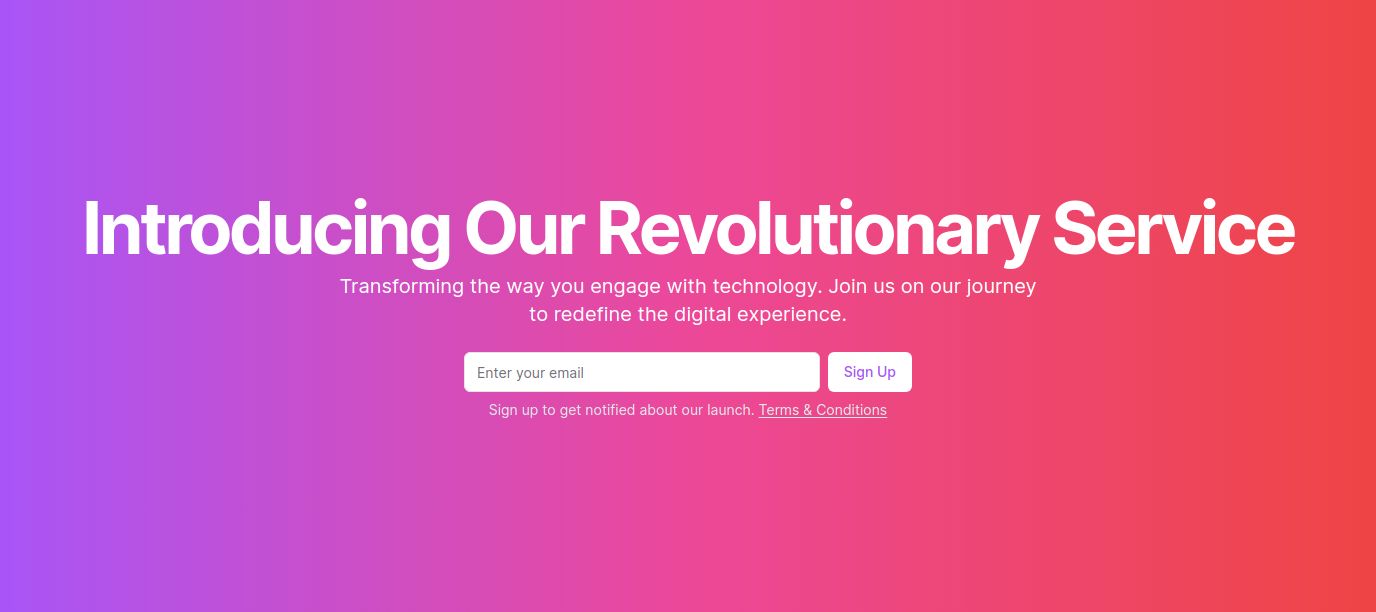 Introducing Our Revolutionary Service
Transforming the way you engage with technology. Join us on our journey
to redefine the digital experience.
Enter your email
Sign Up
Sign up to get notified about our launch. Terms & Conditions